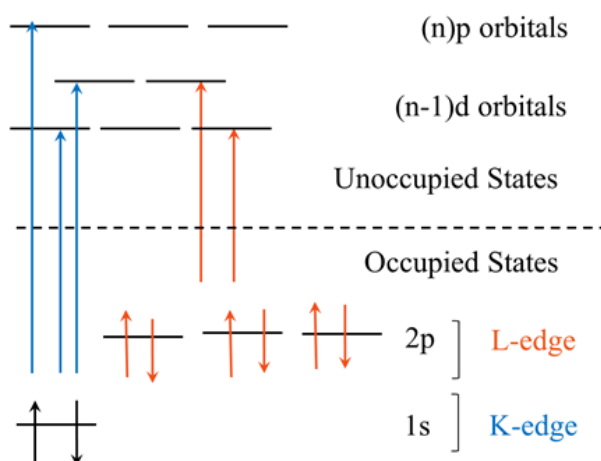 (n)p orbitals
(n-1)d orbitals
Unoccupied States
Occupied States
2p L-edge
1s K-edge